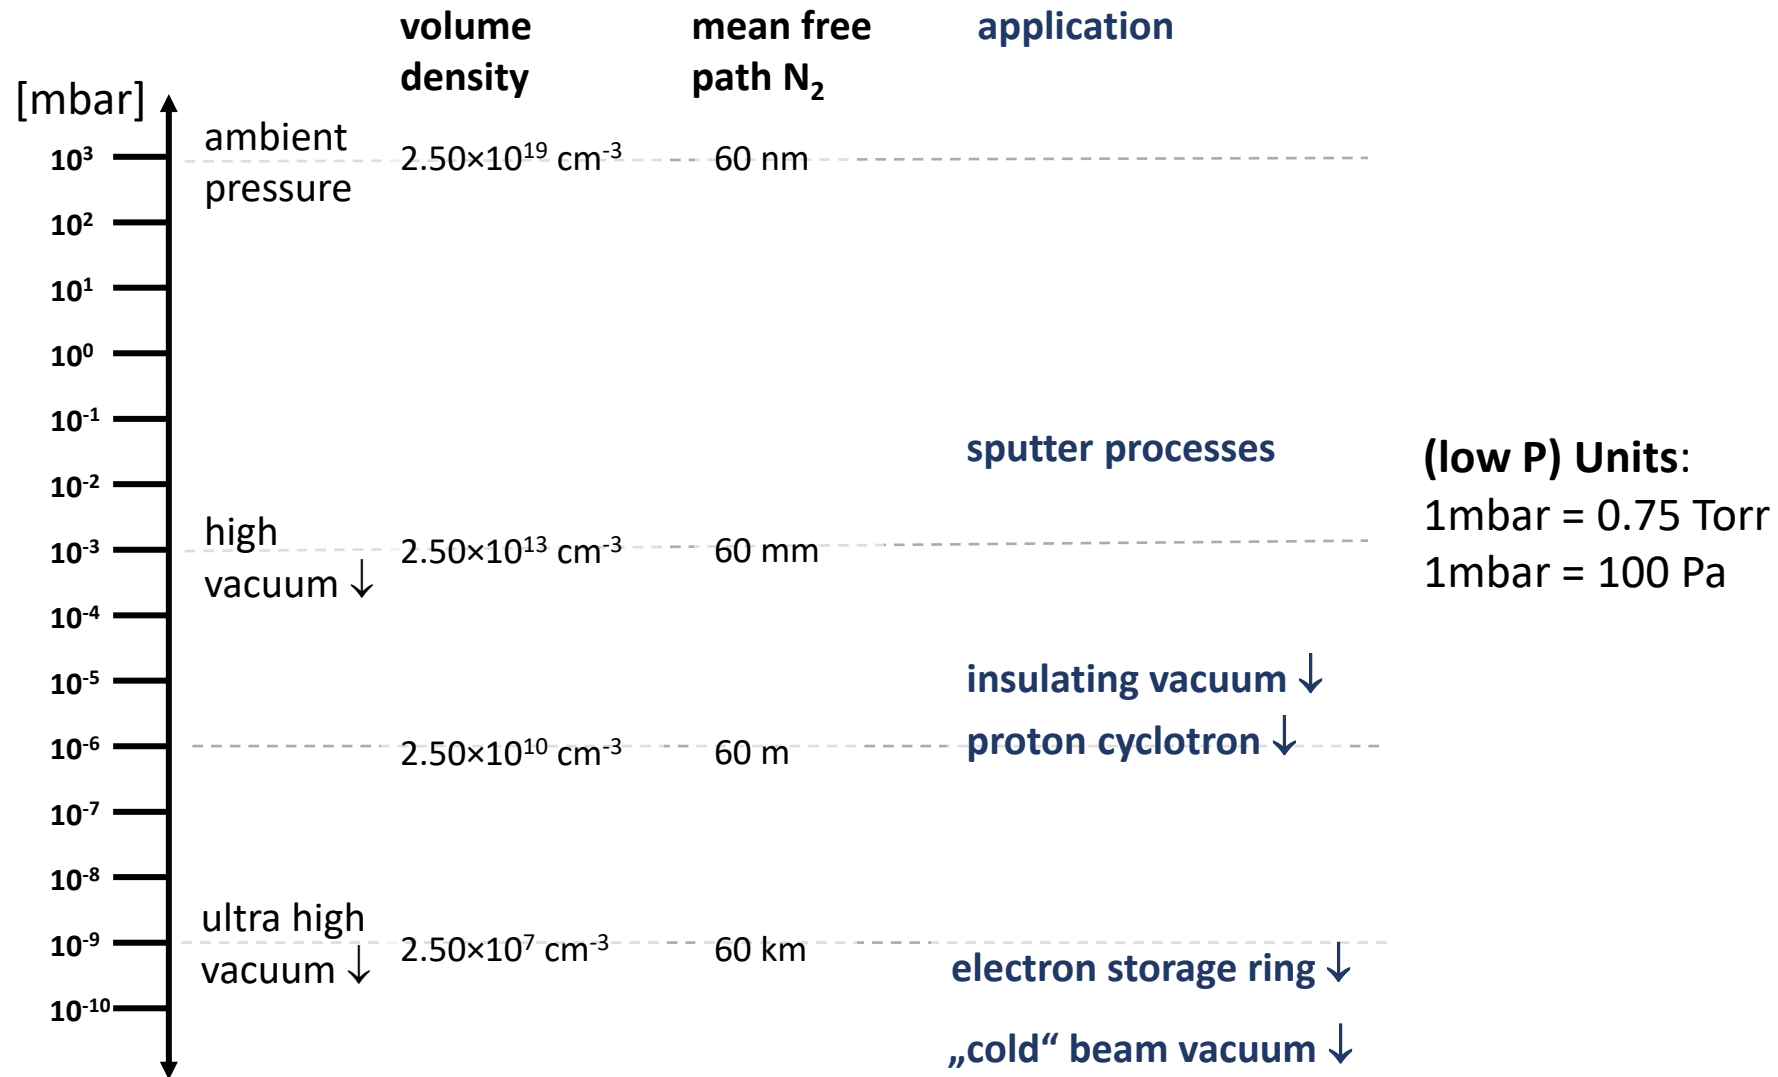 volume density
mean free path N₂
application
[mbar]
10³
ambient pressure
2.50×10¹⁹ cm⁻³
60 nm
10²
10¹
10⁰
10⁻¹
sputter processes
10⁻²
(low P) Units:
1mbar = 0.75 Torr
1mbar = 100 Pa
10⁻³
high vacuum ↓
2.50×10¹³ cm⁻³
60 mm
10⁻⁴
10⁻⁵
insulating vacuum ↓
10⁻⁶
2.50×10¹⁰ cm⁻³
60 m
proton cyclotron ↓
10⁻⁷
10⁻⁸
10⁻⁹
ultra high vacuum ↓
2.50×10⁷ cm⁻³
60 km
electron storage ring ↓
10⁻¹⁰
„cold“ beam vacuum ↓